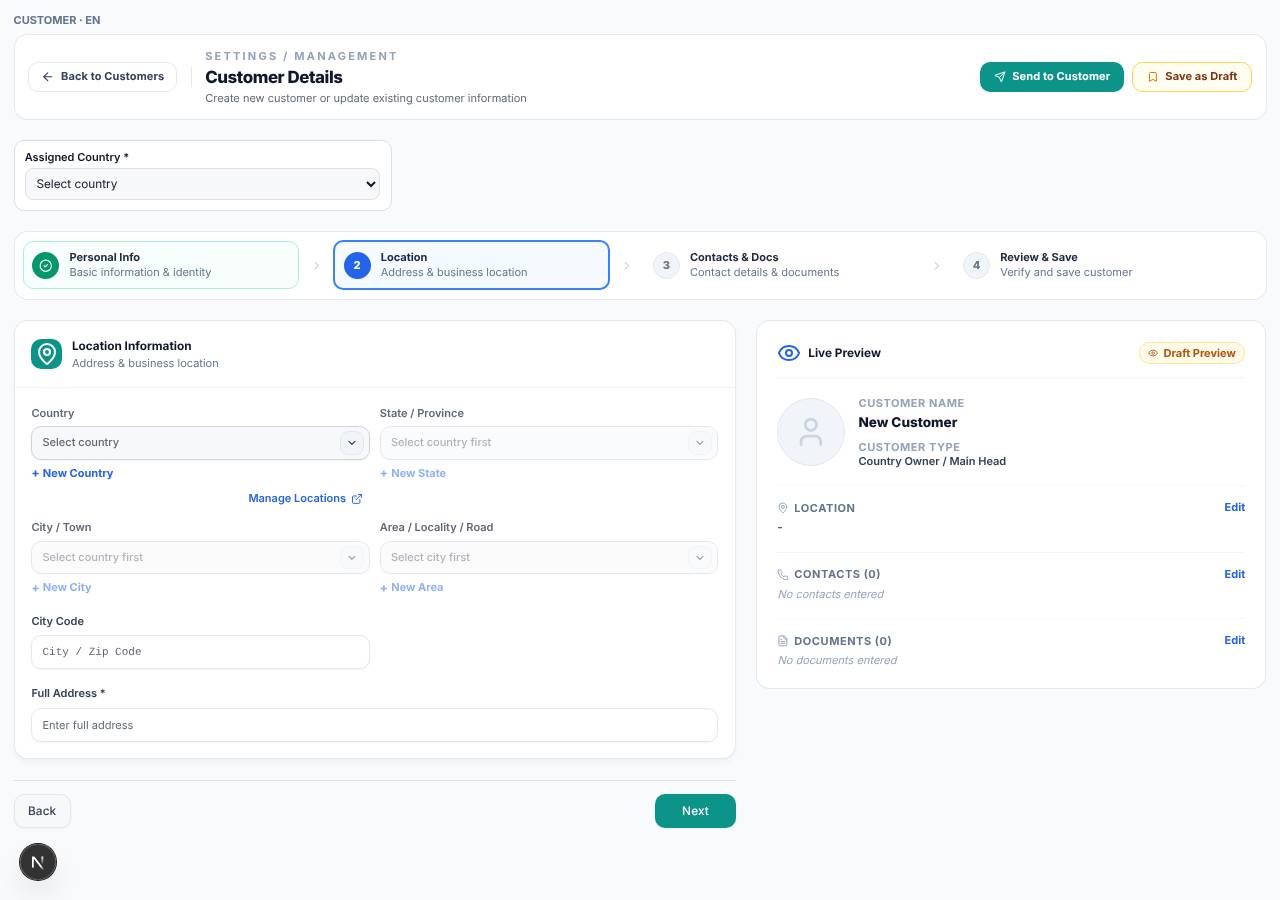 CUSTOMER · EN
Back to Customers
SETTINGS / MANAGEMENT
Customer Details
Create new customer or update existing customer information
Send to Customer
Save as Draft
Assigned Country *
Select country
Personal Info
Basic information & identity
2
Location
Address & business location
3
Contacts & Docs
Contact details & documents
4
Review & Save
Verify and save customer
Location Information
Address & business location
Country
Select country
+ New Country
State / Province
Select country first
+ New State
Manage Locations
City / Town
Select country first
+ New City
Area / Locality / Road
Select city first
+ New Area
City Code
City / Zip Code
Full Address *
Enter full address
Back
Next
N
Live Preview
Draft Preview
CUSTOMER NAME
New Customer
CUSTOMER TYPE
Country Owner / Main Head
LOCATION
Edit
-
CONTACTS (0)
Edit
No contacts entered
DOCUMENTS (0)
Edit
No documents entered